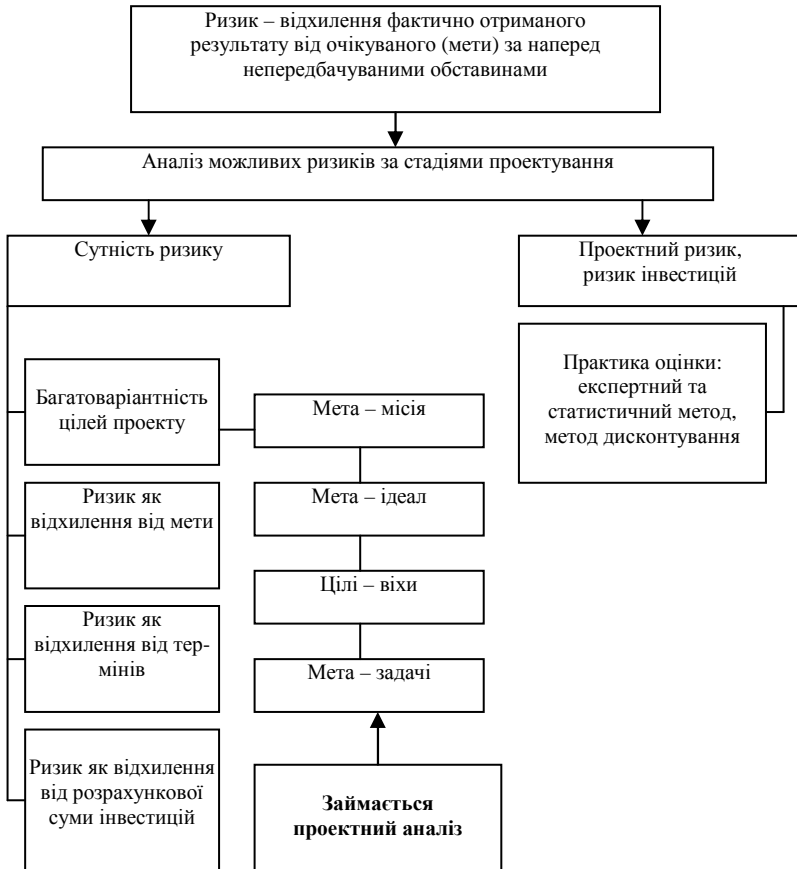 Ризик – відхилення фактично отриманого
результату від очікуваного (мети) за наперед
непередбачуваними обставинами
Аналіз можливих ризиків за стадіями проектування
Сутність ризику
Проектний ризик,
ризик інвестицій
Практика оцінки:
експертний та
статистичний метод,
метод дисконтування
Багатоваріантність
цілей проекту
Мета – місія
Ризик як
відхилення від мети
Мета – ідеал
Цілі – віхи
Ризик як
відхилення від тер-
мінів
Мета – задачі
Ризик як відхилення
від розрахункової
суми інвестицій
Займається
проектний аналіз